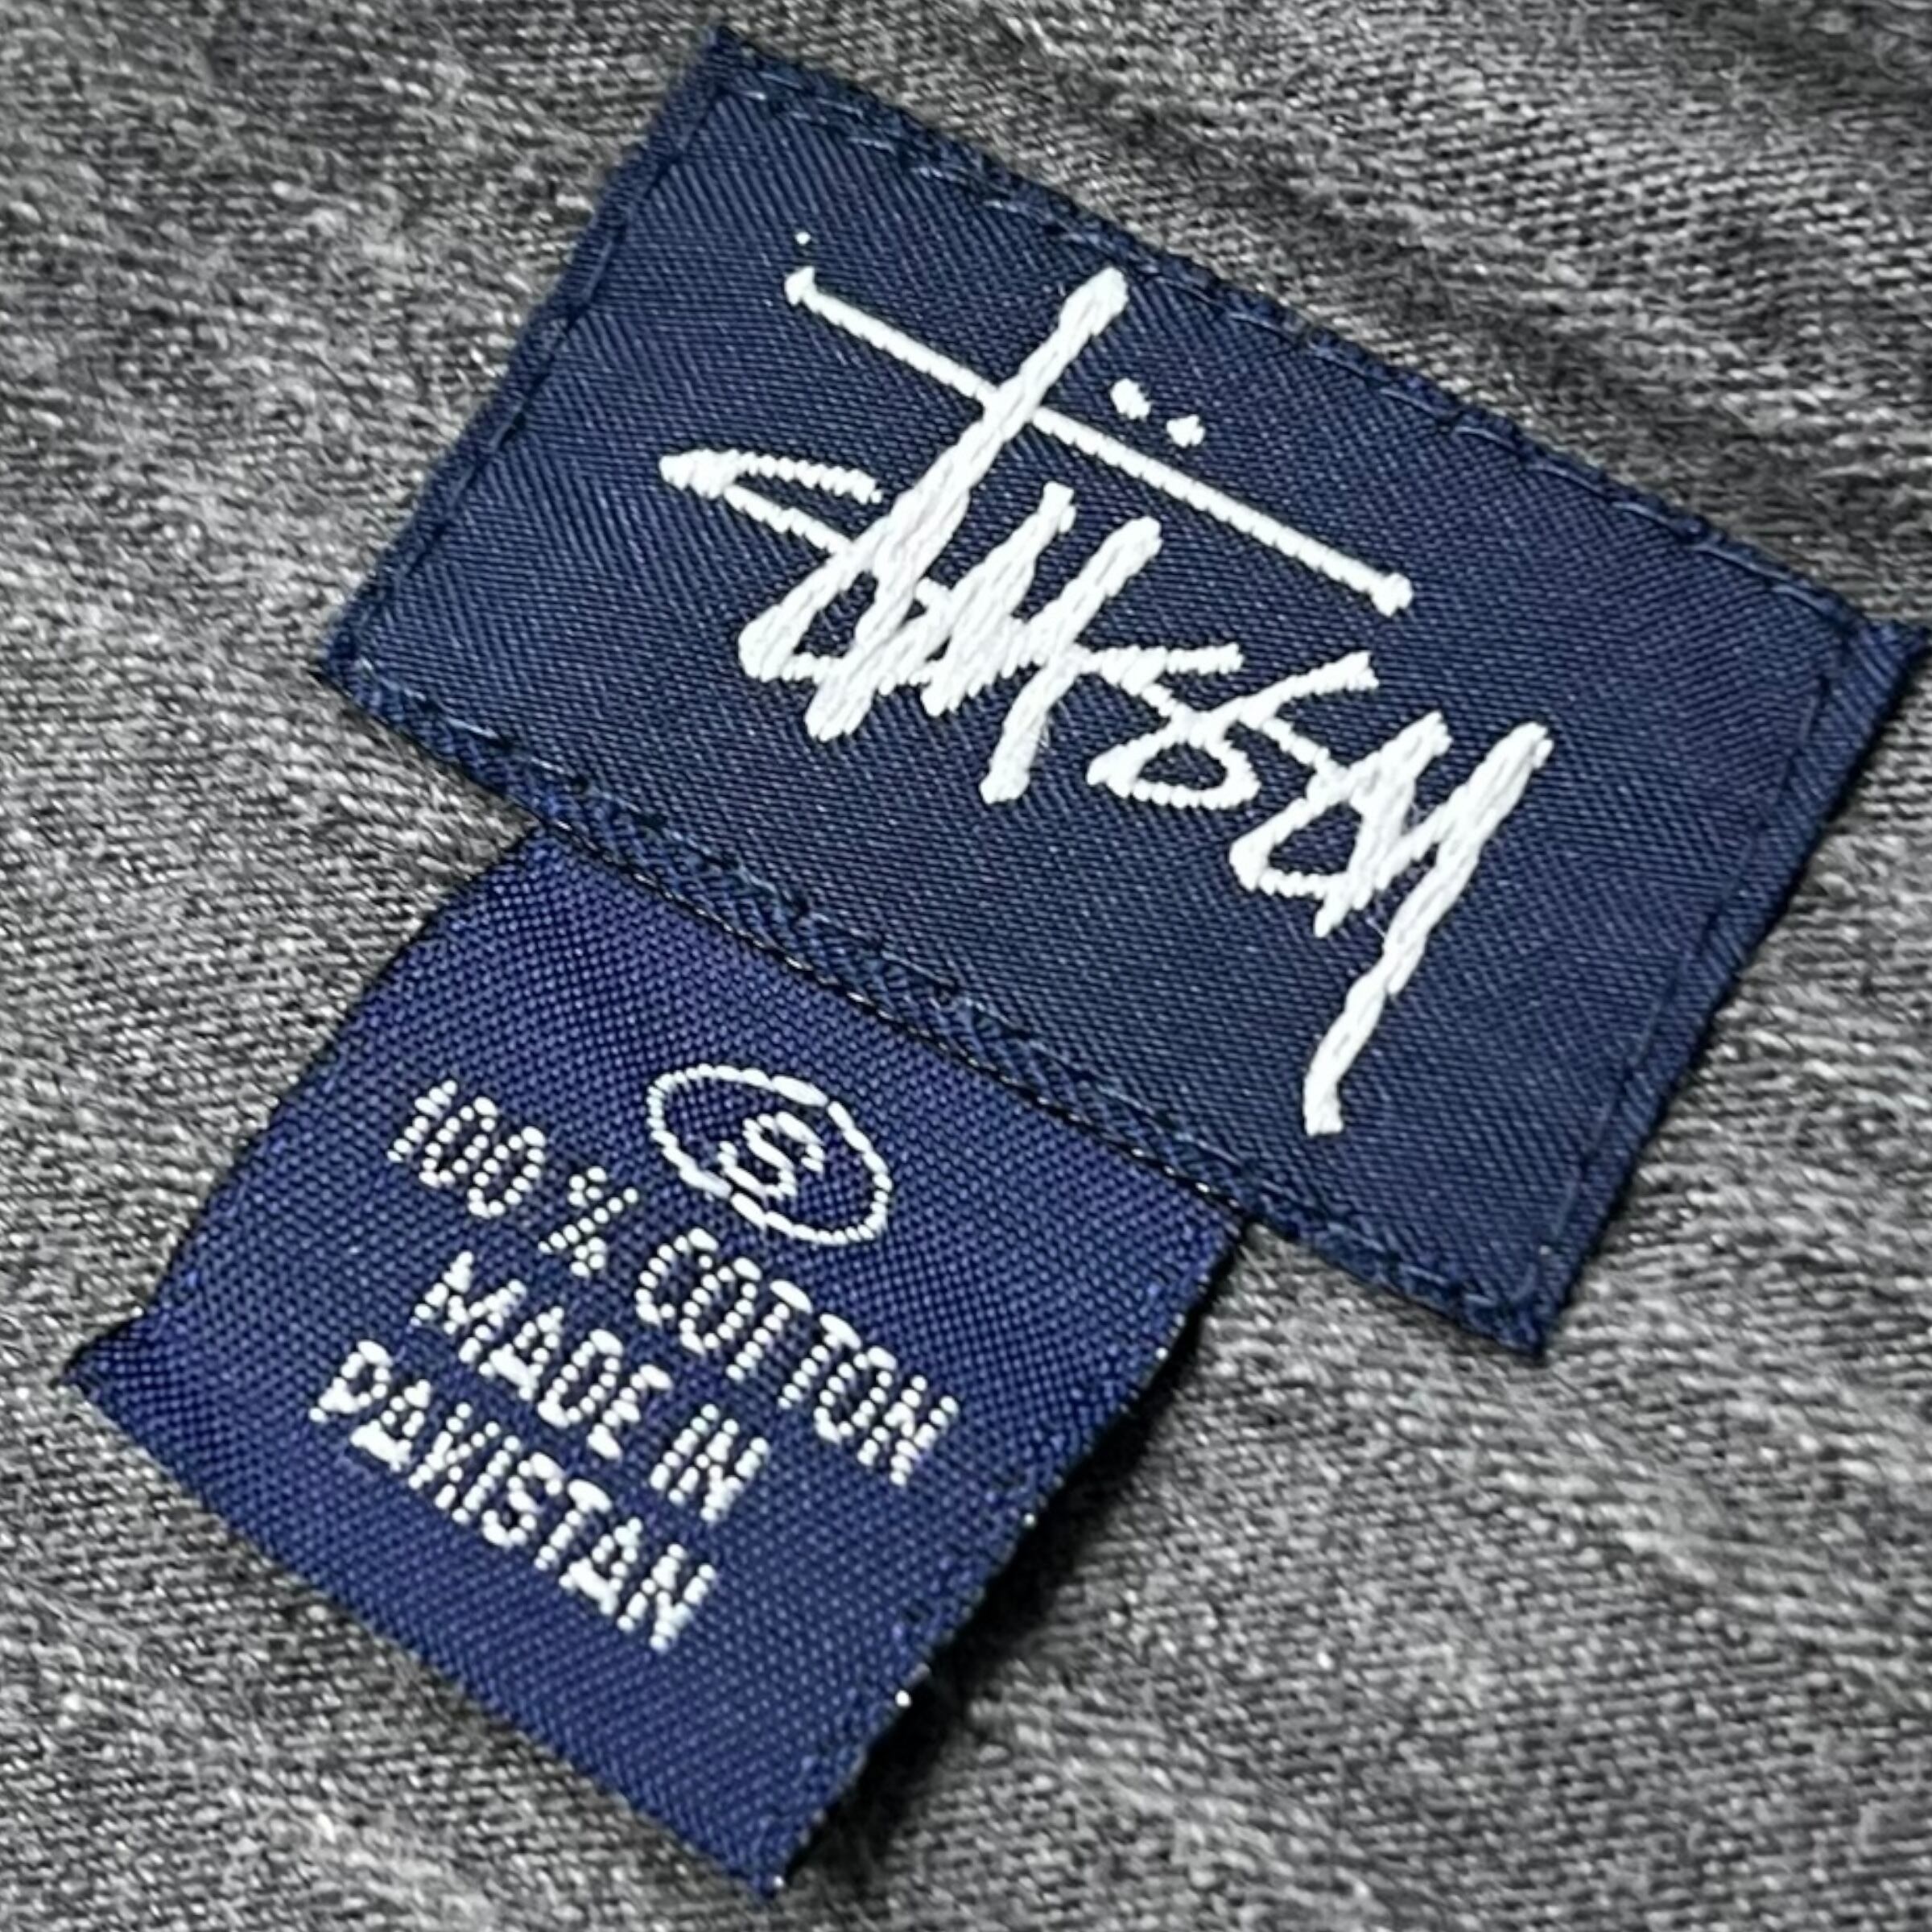 Stüssy
S
100 % COTTON
MADE IN
PAKISTAN